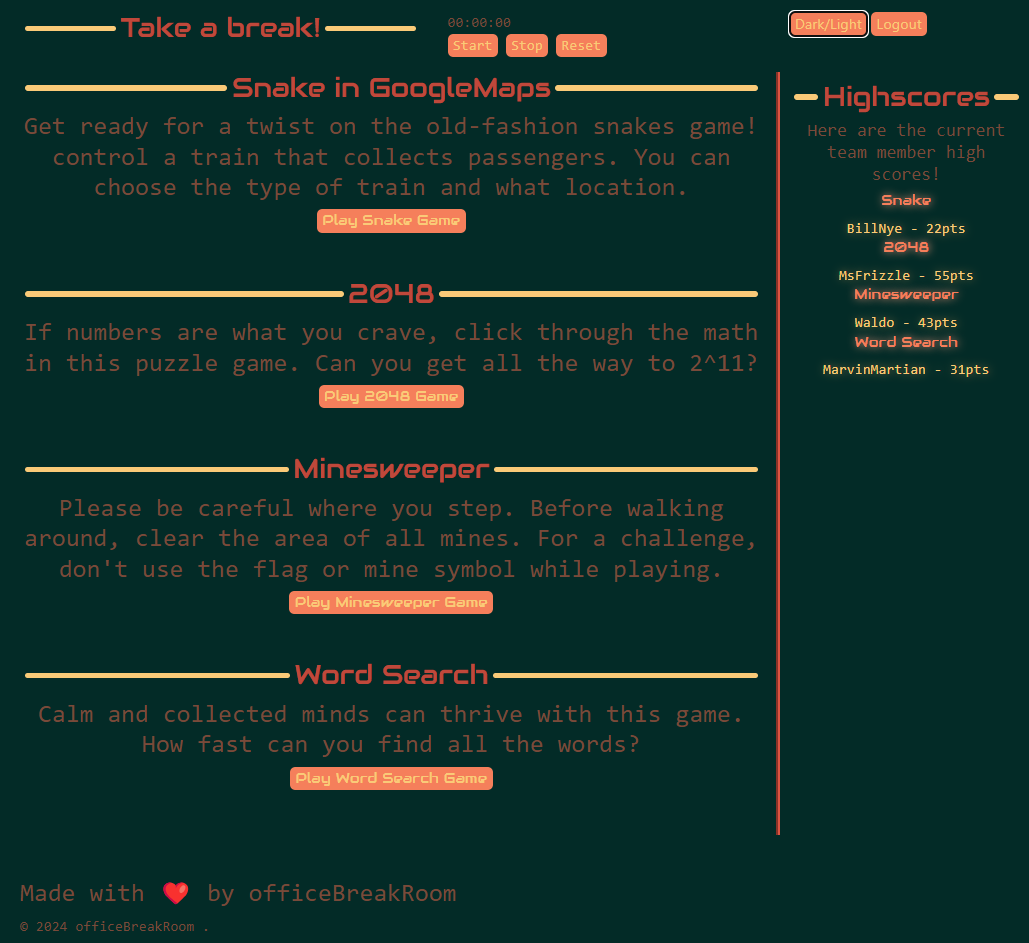 Take a break!
00:00:00
Start Stop Reset
Dark/Light Logout
Snake in GoogleMaps
Get ready for a twist on the old-fashion snakes game!
control a train that collects passengers. You can
choose the type of train and what location.
Play Snake Game
2048
If numbers are what you crave, click through the math
in this puzzle game. Can you get all the way to 2^11?
Play 2048 Game
Minesweeper
Please be careful where you step. Before walking
around, clear the area of all mines. For a challenge,
don't use the flag or mine symbol while playing.
Play Minesweeper Game
Word Search
Calm and collected minds can thrive with this game.
How fast can you find all the words?
Play Word Search Game
Highscores
Here are the current
team member high
scores!
Snake
BillNye - 22pts
2048
MsFrizzle - 55pts
Minesweeper
Waldo - 43pts
Word Search
MarvinMartian - 31pts
Made with ❤️ by officeBreakRoom
© 2024 officeBreakRoom .